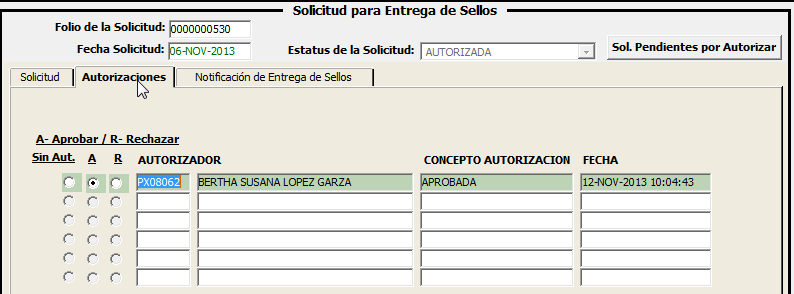 Solicitud para Entrega de Sellos
Folio de la Solicitud: 0000000530
Fecha Solicitud: 06-NOV-2013 Estatus de la Solicitud: AUTORIZADA Sol. Pendientes por Autorizar
Solicitud Autorizaciones Notificación de Entrega de Sellos
A- Aprobar / R- Rechazar
Sin Aut. A R AUTORIZADOR CONCEPTO AUTORIZACION FECHA
PX08062 BERTHA SUSANA LOPEZ GARZA APROBADA 12-NOV-2013 10:04:43